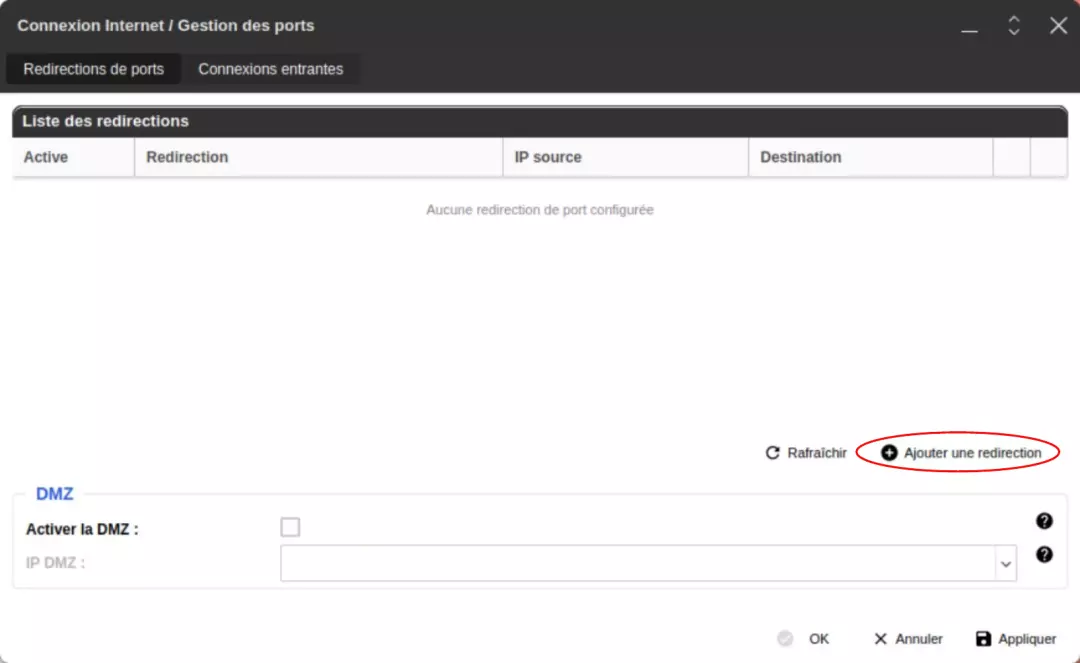 Connexion Internet / Gestion des ports
Redirections de ports Connexions entrantes
Liste des redirections
Active Redirection IP source Destination
Aucune redirection de port configurée
Rafraîchir Ajouter une redirection
DMZ
Activer la DMZ :
IP DMZ :
OK Annuler Appliquer